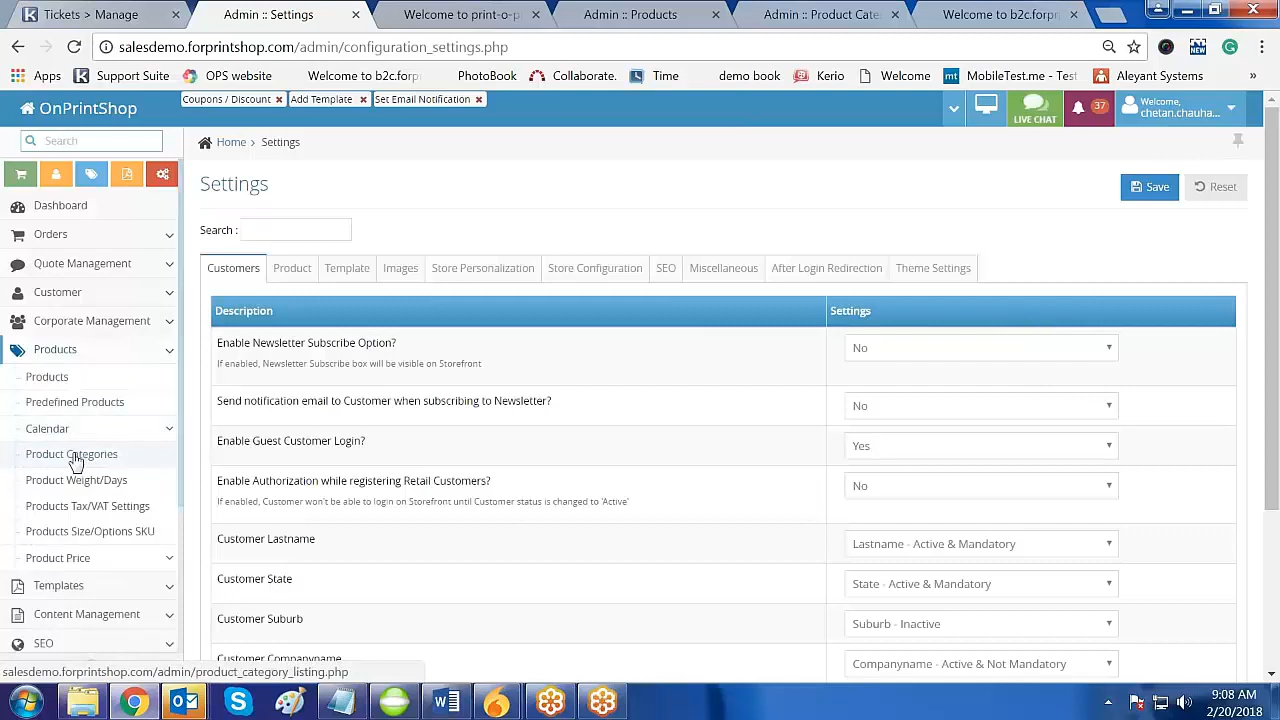 Tickets > Manage
Admin :: Settings
Welcome to print-on-
Admin :: Products
Admin :: Product Cate
Welcome to b2c.forpr
salesdemo.forprintshop.com/admin/configuration_settings.php
Apps
Support Suite
OPS website
Welcome to b2c.forp
PhotoBook
Collaborate.
Time
demo book
Kerio
Welcome
MobileTest.me - Test
Aleyant Systems
»
OnPrintShop
Coupons / Discount
Add Template
Set Email Notification
LIVE CHAT
37
Welcome,
chetan.chauha...
Search
Home > Settings
Settings
Save
Reset
Search :
Dashboard
Orders
Quote Management
Customer
Corporate Management
Products
Products
Predefined Products
Calendar
Product Categories
Product Weight/Days
Products Tax/VAT Settings
Products Size/Options SKU
Product Price
Templates
Content Management
SEO
Customers
Product
Template
Images
Store Personalization
Store Configuration
SEO
Miscellaneous
After Login Redirection
Theme Settings
Description
Settings
Enable Newsletter Subscribe Option?
If enabled, Newsletter Subscribe box will be visible on Storefront
No
Send notification email to Customer when subscribing to Newsletter?
No
Enable Guest Customer Login?
Yes
Enable Authorization while registering Retail Customers?
If enabled, Customer won't be able to login on Storefront until Customer status is changed to 'Active'
No
Customer Lastname
Lastname - Active & Mandatory
Customer State
State - Active & Mandatory
Customer Suburb
Suburb - Inactive
Customer Companyname
Companyname - Active & Not Mandatory
salesdemo.forprintshop.com/admin/product_category_listing.php
9:08 AM
2/20/2018